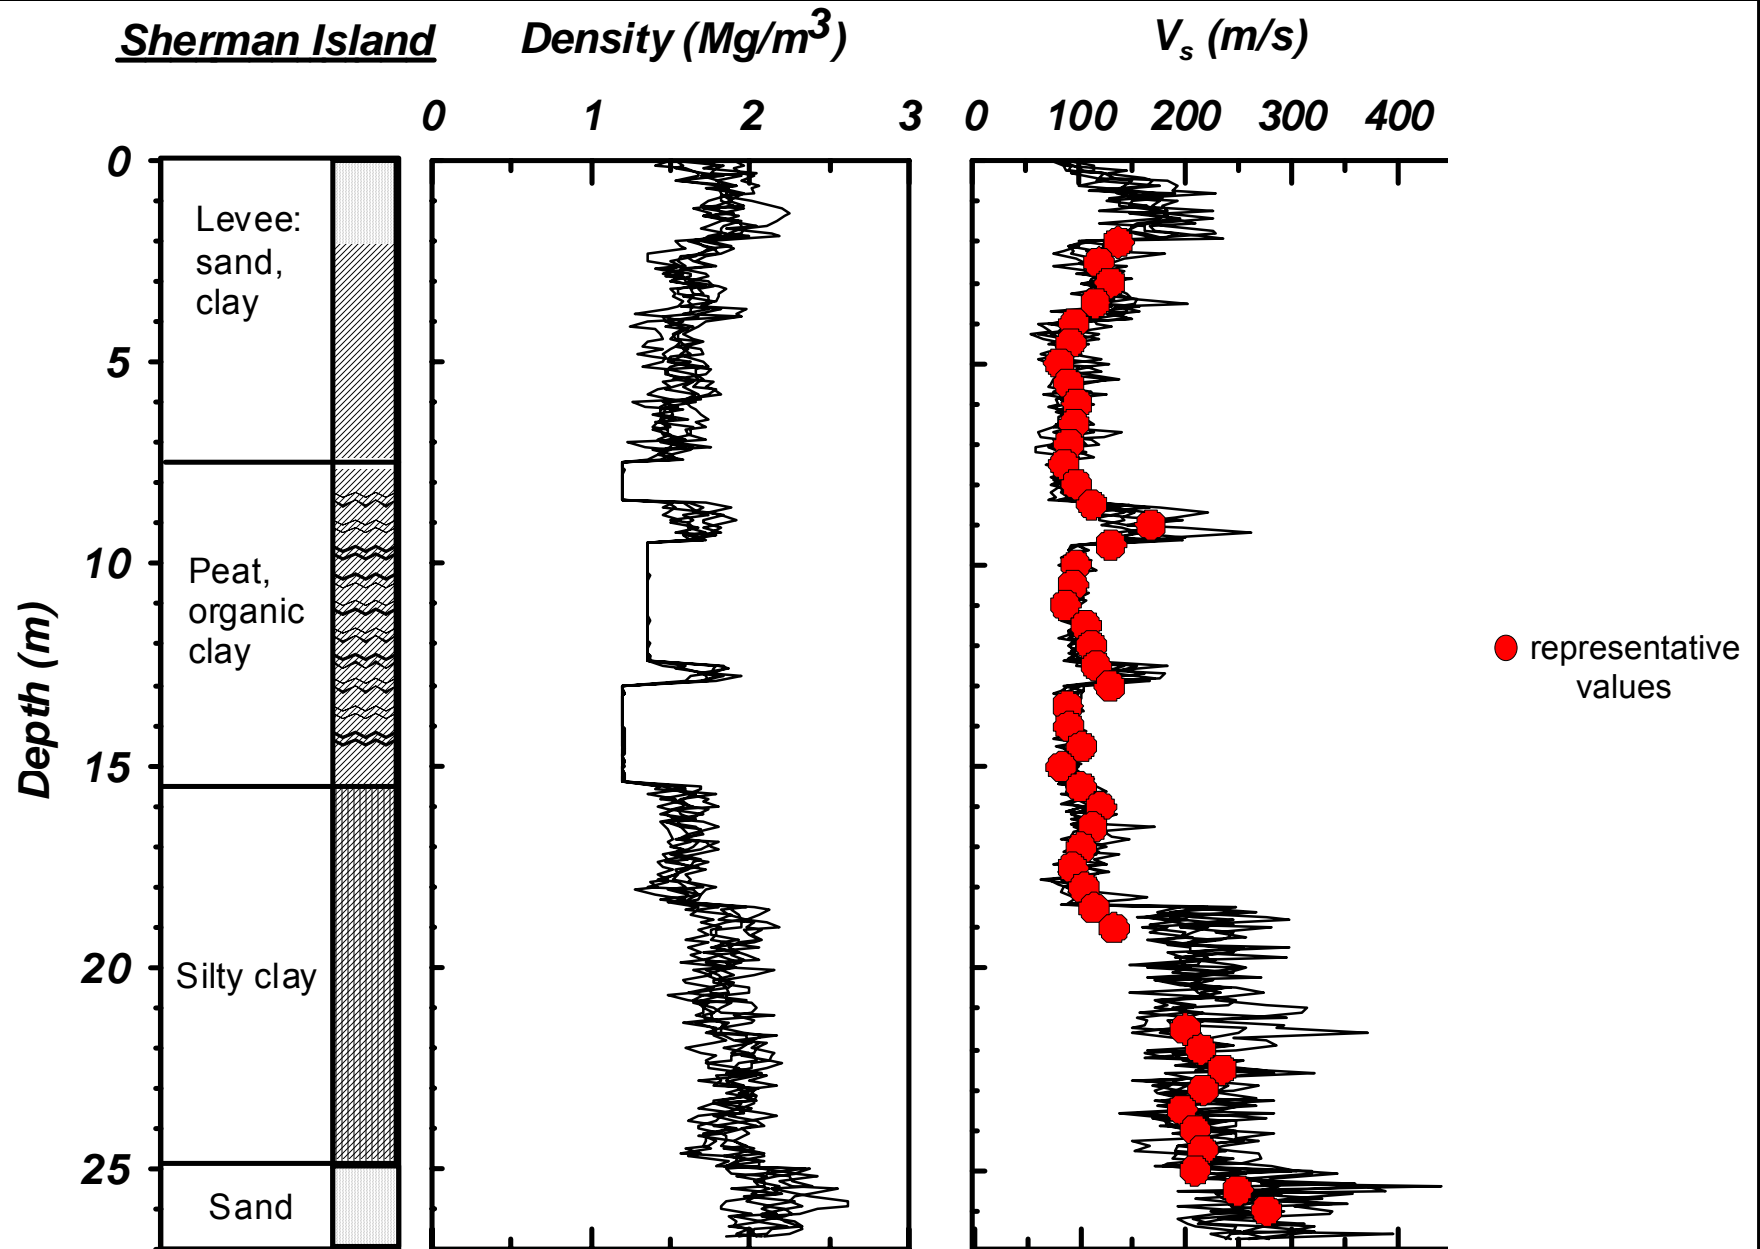 Sherman Island
Density (Mg/m³)
Vs (m/s)
0 1 2 3
0 100 200 300 400
0
5
10
15
20
25
Depth (m)
Levee:
sand,
clay
Peat,
organic
clay
Silty clay
Sand
representative
values